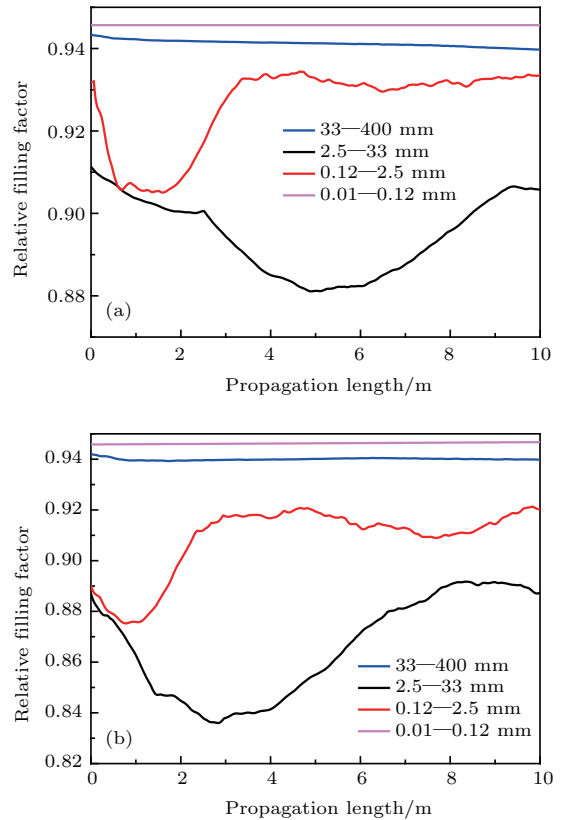 0.94
0.92
0.90
0.88
Relative filling factor
33—400 mm
2.5—33 mm
0.12—2.5 mm
0.01—0.12 mm
(a)
0 2 4 6 8 10
Propagation length/m
0.94
0.92
0.90
0.88
0.86
0.84
0.82
Relative filling factor
33—400 mm
2.5—33 mm
0.12—2.5 mm
0.01—0.12 mm
(b)
0 2 4 6 8 10
Propagation length/m